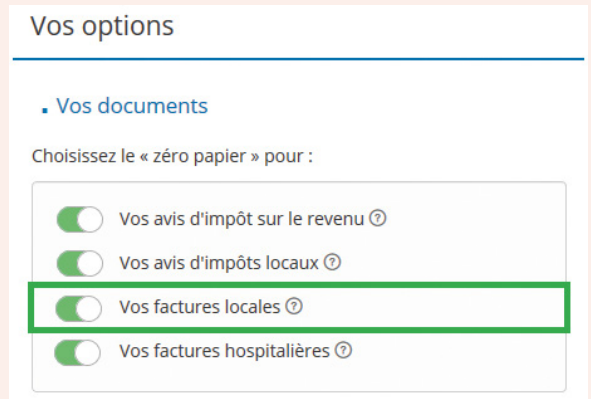 Vos options
. Vos documents
Choisissez le « zéro papier » pour :
Vos avis d'impôt sur le revenu ?
Vos avis d'impôts locaux ?
Vos factures locales ?
Vos factures hospitalières ?